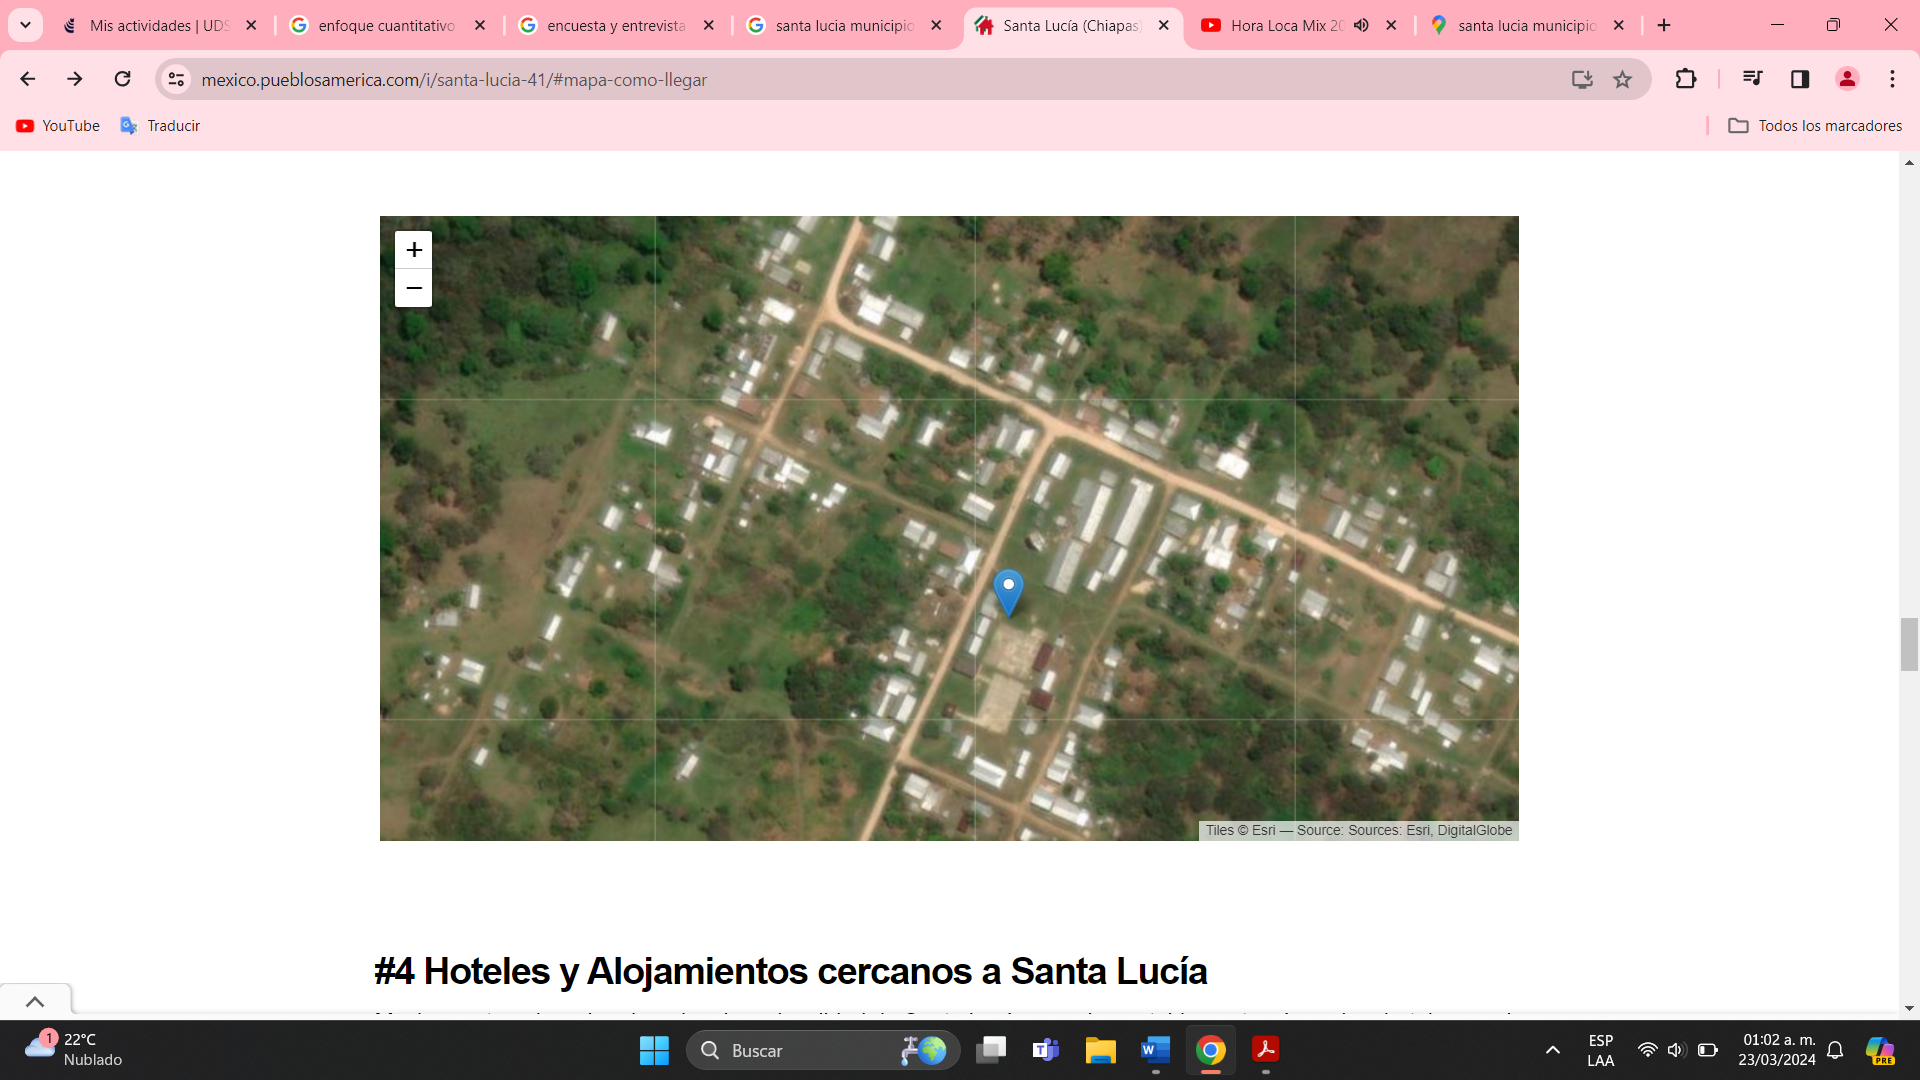 Mis actividades | UDS
enfoque cuantitativo
encuesta y entrevista
santa lucia municipio
Santa Lucía (Chiapas)
Hora Loca Mix 20
santa lucia municipio
mexico.pueblosamerica.com/i/santa-lucia-41/#mapa-como-llegar
YouTube
Traducir
Todos los marcadores
+
−
Tiles © Esri — Source: Sources: Esri, DigitalGlobe
#4 Hoteles y Alojamientos cercanos a Santa Lucía
1
22°C
Nublado
Buscar
ESP
LAA
01:02 a. m.
23/03/2024
PRE